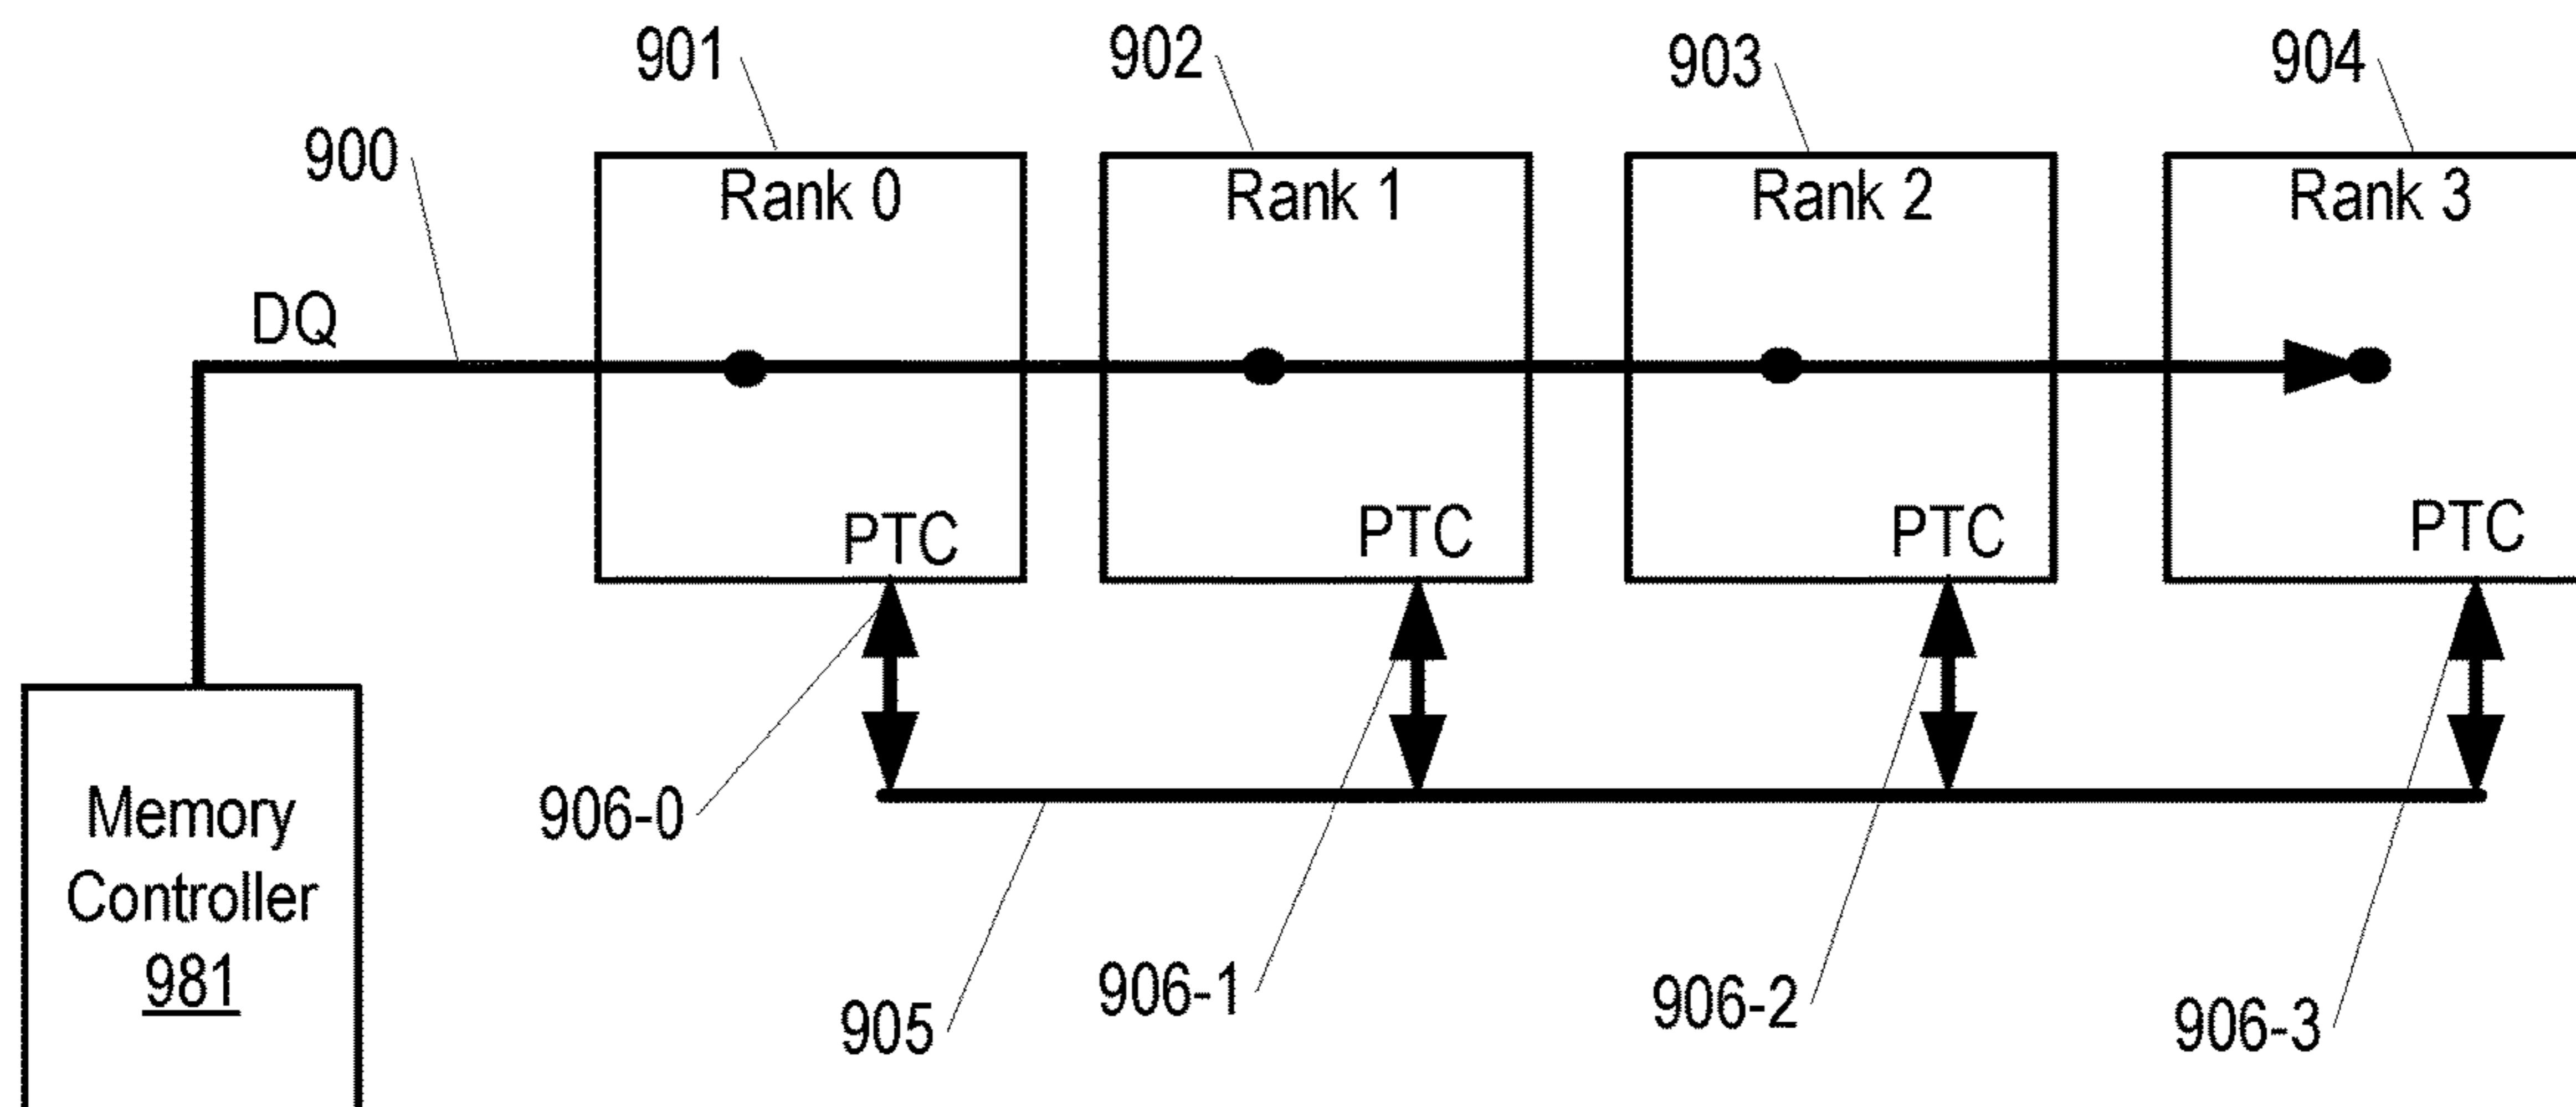 901
902
903
904
900
Rank 0
Rank 1
Rank 2
Rank 3
DQ
PTC
PTC
PTC
PTC
906-0
906-1
906-2
906-3
905
Memory
Controller
981